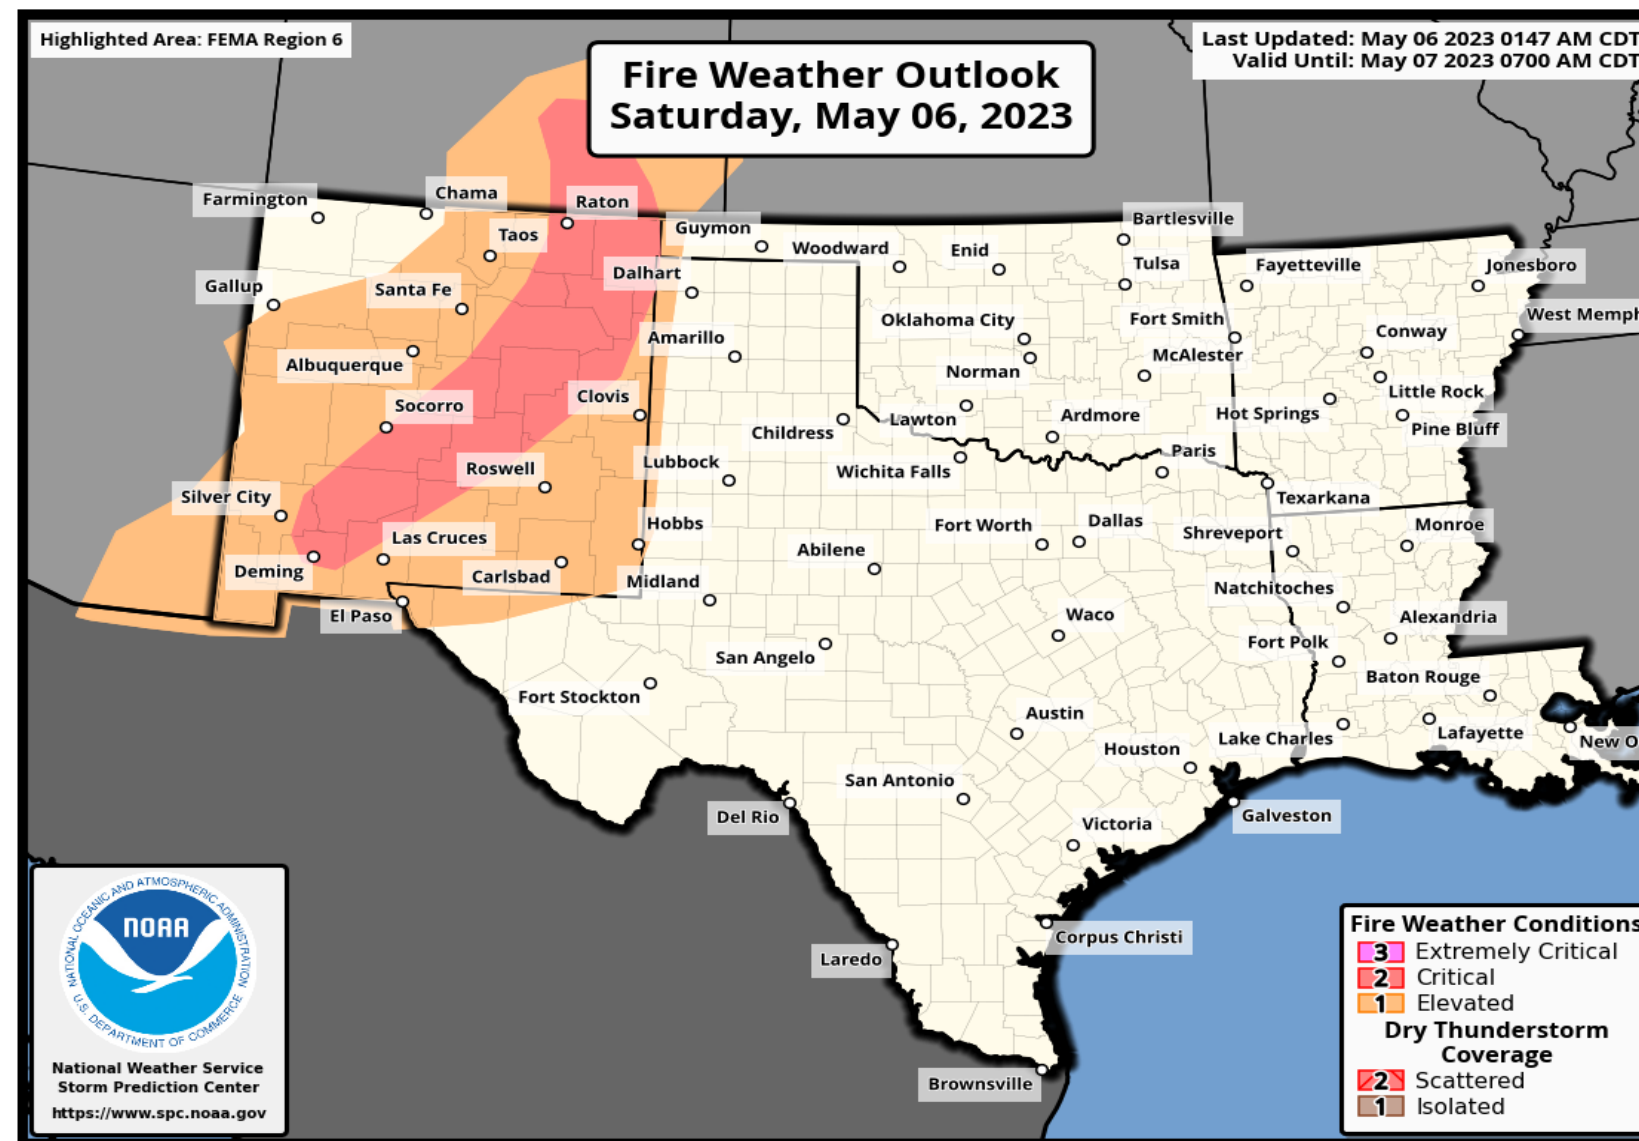 Highlighted Area: FEMA Region 6
Last Updated: May 06 2023 0147 AM CDT
Valid Until: May 07 2023 0700 AM CDT
Fire Weather Outlook
Saturday, May 06, 2023
Farmington
Chama
Raton
Taos
Guymon
Woodward
Enid
Bartlesville
Tulsa
Fayetteville
Jonesboro
Gallup
Santa Fe
Dalhart
Albuquerque
Amarillo
Oklahoma City
Fort Smith
West Memph
Conway
Norman
McAlester
Little Rock
Socorro
Clovis
Childress
Lawton
Ardmore
Hot Springs
Pine Bluff
Roswell
Lubbock
Wichita Falls
Paris
Silver City
Texarkana
Las Cruces
Hobbs
Abilene
Fort Worth
Dallas
Shreveport
Monroe
Deming
Carlsbad
Midland
Natchitoches
El Paso
Waco
Alexandria
San Angelo
Fort Polk
Fort Stockton
Baton Rouge
Austin
Houston
Lake Charles
Lafayette
New O
San Antonio
Del Rio
Victoria
Galveston
Corpus Christi
Laredo
Brownsville
NATIONAL OCEANIC AND ATMOSPHERIC ADMINISTRATION
NOAA
U.S. DEPARTMENT OF COMMERCE
National Weather Service
Storm Prediction Center
https://www.spc.noaa.gov
Fire Weather Conditions
3 Extremely Critical
2 Critical
1 Elevated
Dry Thunderstorm
Coverage
2 Scattered
1 Isolated